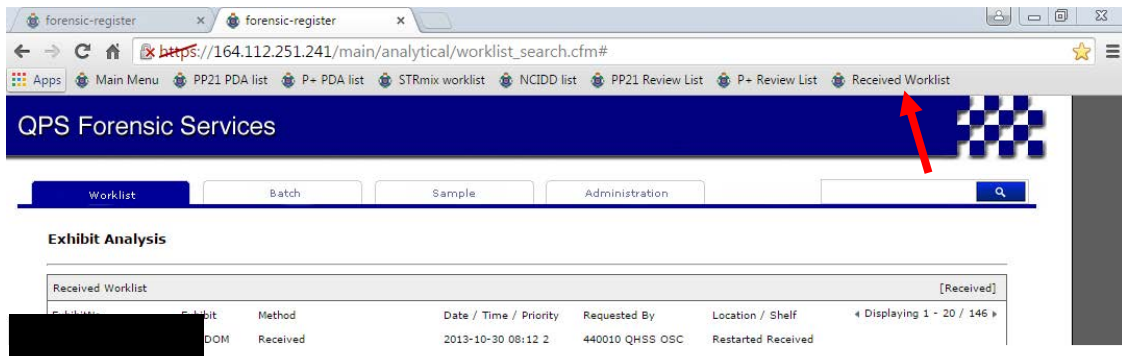 forensic-register forensic-register
https://164.112.251.241/main/analytical/worklist_search.cfm#
Apps Main Menu PP21 PDA list P+ PDA list STRmix worklist NCIDD list PP21 Review List P+ Review List Received Worklist
QPS Forensic Services
Worklist Batch Sample Administration
Exhibit Analysis
Received Worklist [Received]
Method Date / Time / Priority Requested By Location / Shelf Displaying 1 - 20 / 146
DOM Received 2013-10-30 08:12 2 440010 QHSS OSC Restarted Received